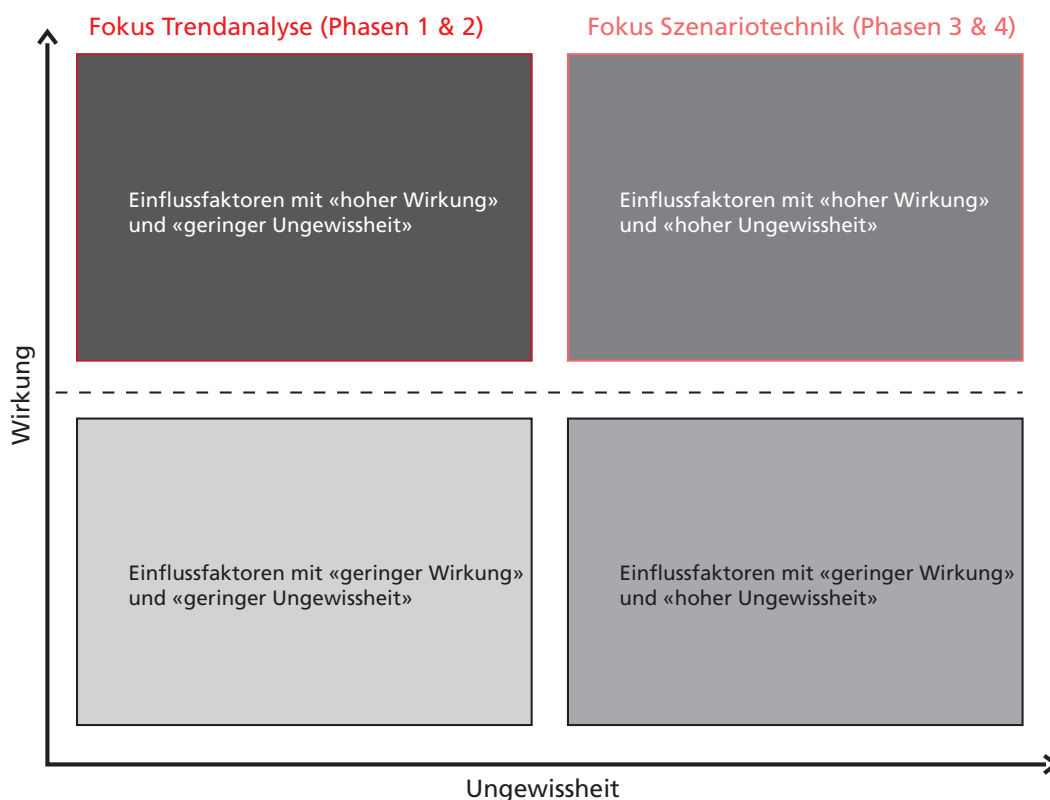 Fokus Trendanalyse (Phasen 1 & 2)
Fokus Szenariotechnik (Phasen 3 & 4)
Einflussfaktoren mit «hoher Wirkung»
und «geringer Ungewissheit»
Einflussfaktoren mit «hoher Wirkung»
und «hoher Ungewissheit»
Wirkung
Einflussfaktoren mit «geringer Wirkung»
und «geringer Ungewissheit»
Einflussfaktoren mit «geringer Wirkung»
und «hoher Ungewissheit»
Ungewissheit